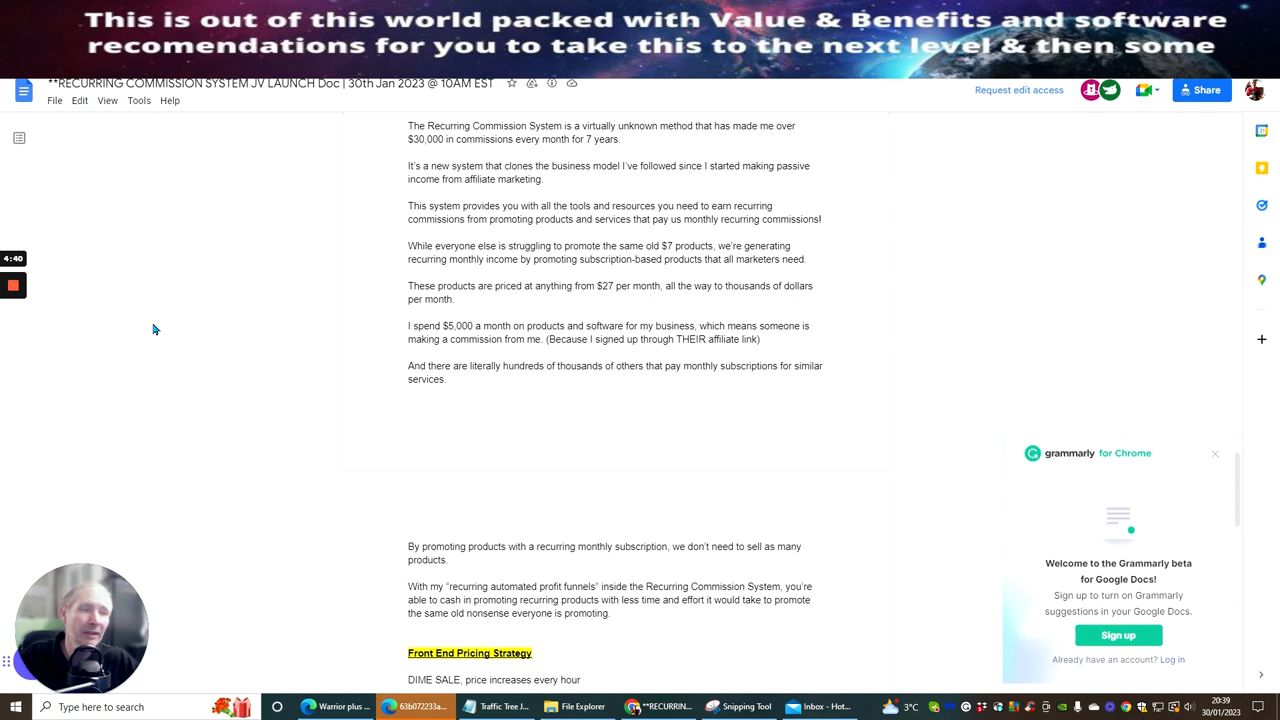 This is out of this world packed with Value & Benefits and software
recomendations for you to take this to the next level & then some
**RECURRING COMMISSION SYSTEM JV LAUNCH Doc | 30th Jan 2023 @ 10AM EST
File Edit View Tools Help
Request edit access
Share
The Recurring Commission System is a virtually unknown method that has made me over
$30,000 in commissions every month for 7 years.
It's a new system that clones the business model I've followed since I started making passive
income from affiliate marketing.
This system provides you with all the tools and resources you need to earn recurring
commissions from promoting products and services that pay us monthly recurring commissions!
While everyone else is struggling to promote the same old $7 products, we're generating
recurring monthly income by promoting subscription-based products that all marketers need.
4:40
These products are priced at anything from $27 per month, all the way to thousands of dollars
per month.
I spend $5,000 a month on products and software for my business, which means someone is
making a commission from me. (Because I signed up through THEIR affiliate link)
And there are literally hundreds of thousands of others that pay monthly subscriptions for similar
services.
grammarly for Chrome
By promoting products with a recurring monthly subscription, we don't need to sell as many
products.
Welcome to the Grammarly beta
for Google Docs!
Sign up to turn on Grammarly
suggestions in your Google Docs.
Sign up
Already have an account? Log in
With my "recurring automated profit funnels" inside the Recurring Commission System, you're
able to cash in promoting recurring products with less time and effort it would take to promote
the same old nonsense everyone is promoting.
Front End Pricing Strategy
DIME SALE, price increases every hour
Type here to search
Warrior plus ...
63b072233a...
Traffic Tree J...
File Explorer
**RECURRIN...
Snipping Tool
Inbox - Hot...
3°C
20:39
30/01/2023